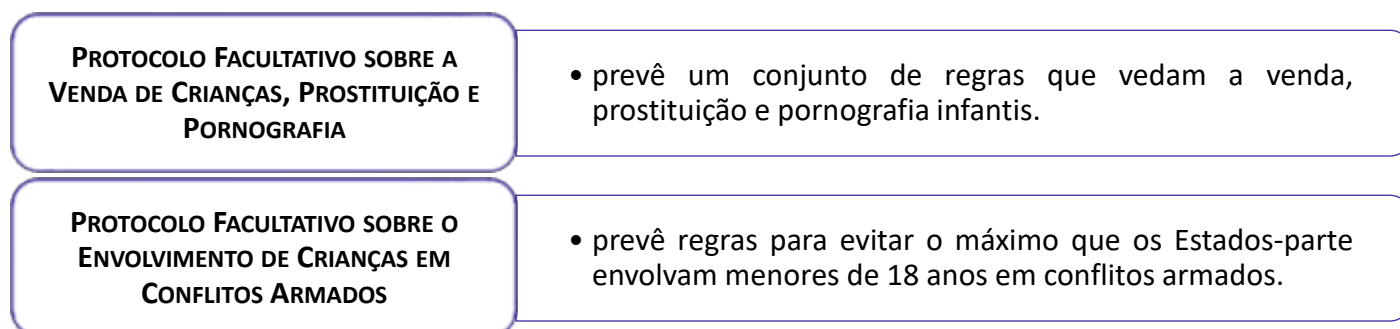 PROTOCOLO FACULTATIVO SOBRE A
VENDA DE CRIANÇAS, PROSTITUIÇÃO E
PORNOGRAFIA
• prevê um conjunto de regras que vedam a venda,
prostituição e pornografia infantis.
PROTOCOLO FACULTATIVO SOBRE O
ENVOLVIMENTO DE CRIANÇAS EM
CONFLITOS ARMADOS
• prevê regras para evitar o máximo que os Estados-parte
envolvam menores de 18 anos em conflitos armados.